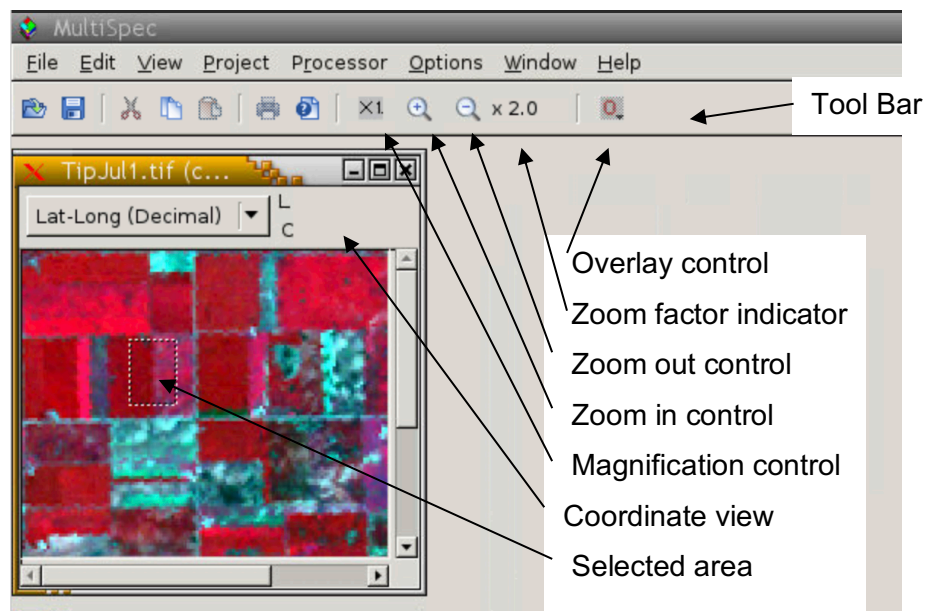 MultiSpec
File Edit View Project Processor Options Window Help
×1 x 2.0 O
Tool Bar
TipJul1.tif (c...
Lat-Long (Decimal)
L
C
Overlay control
Zoom factor indicator
Zoom out control
Zoom in control
Magnification control
Coordinate view
Selected area